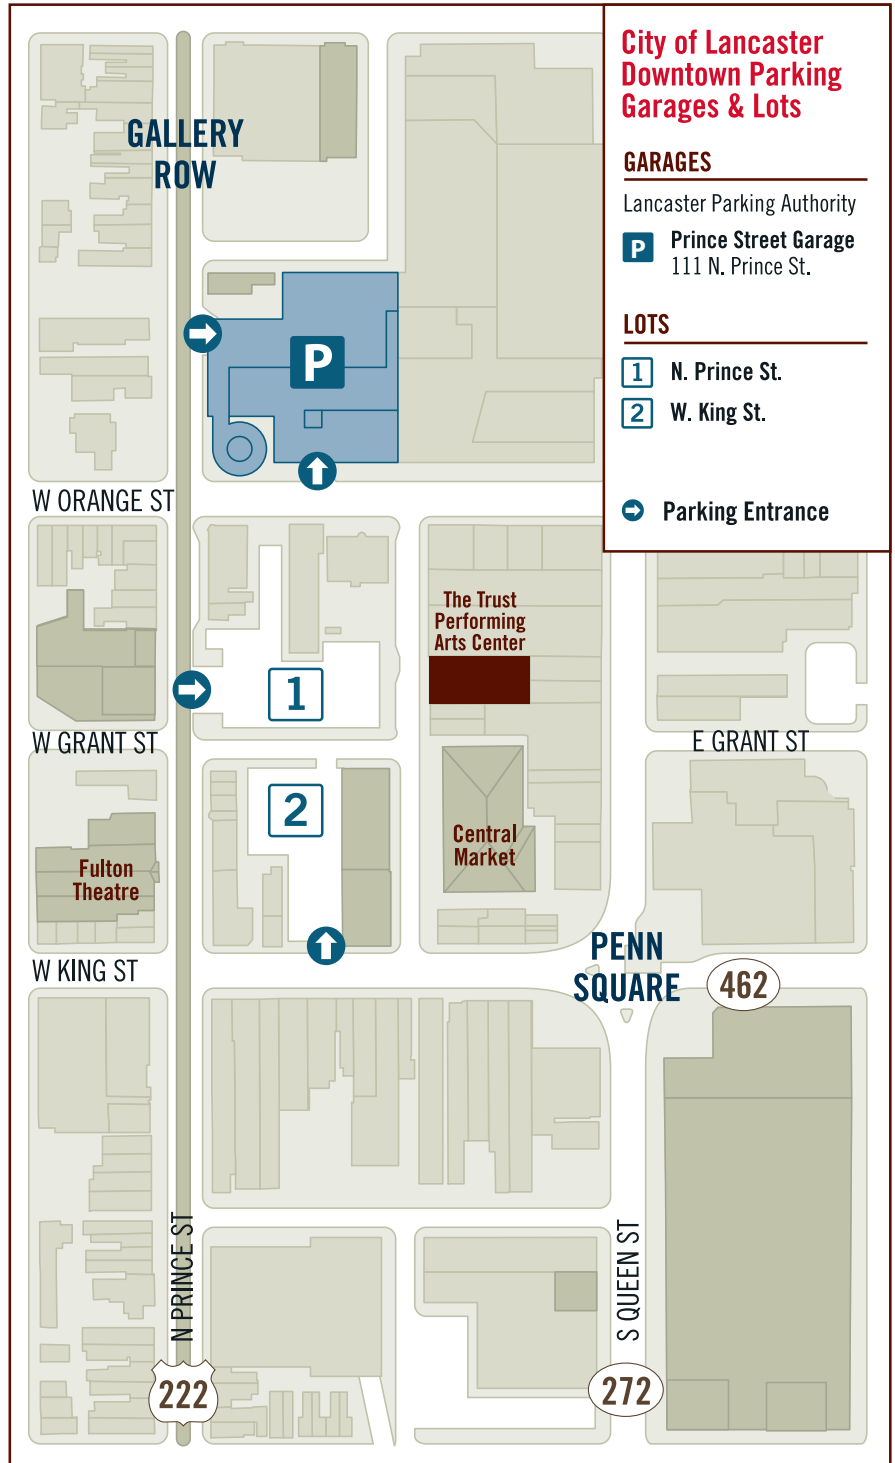 City of Lancaster
Downtown Parking
Garages & Lots
GARAGES
Lancaster Parking Authority
P Prince Street Garage
111 N. Prince St.
LOTS
1 N. Prince St.
2 W. King St.
Parking Entrance
GALLERY
ROW
P
W ORANGE ST
The Trust
Performing
Arts Center
1
W GRANT ST
E GRANT ST
2
Central
Market
Fulton
Theatre
PENN
SQUARE
W KING ST
462
N PRINCE ST
S QUEEN ST
222
272